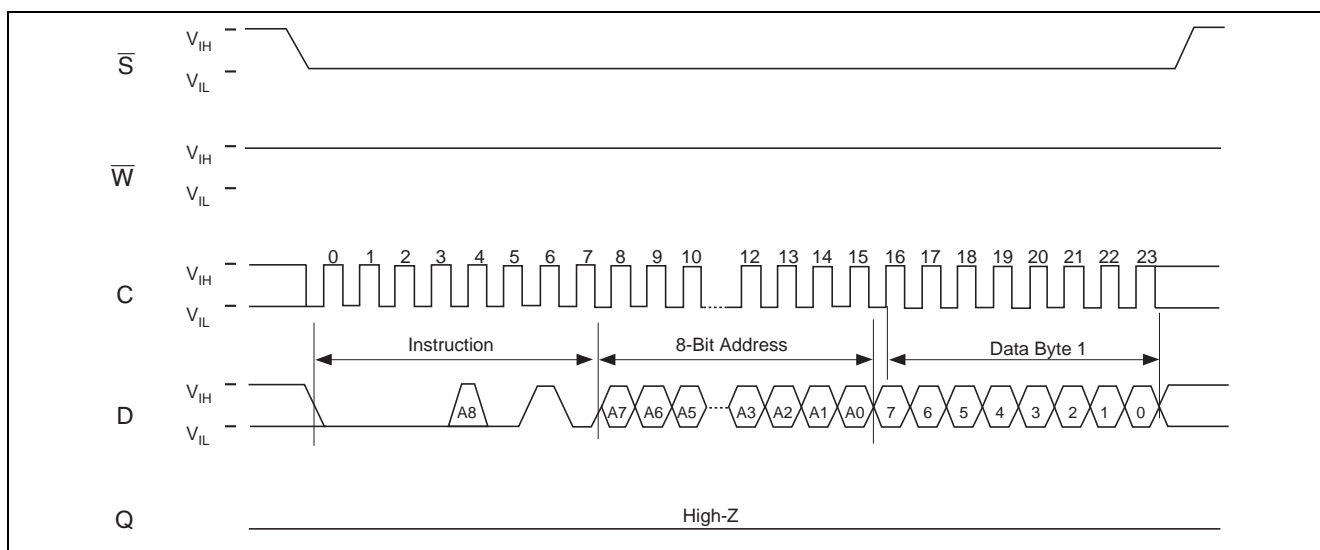 S̅
V_IH
V_IL
W̅
V_IH
V_IL
C
V_IH
V_IL
0 1 2 3 4 5 6 7 8 9 10 12 13 14 15 16 17 18 19 20 21 22 23
Instruction
8-Bit Address
Data Byte 1
D
V_IH
V_IL
A8
A7 A6 A5 A3 A2 A1 A0 7 6 5 4 3 2 1 0
Q
High-Z